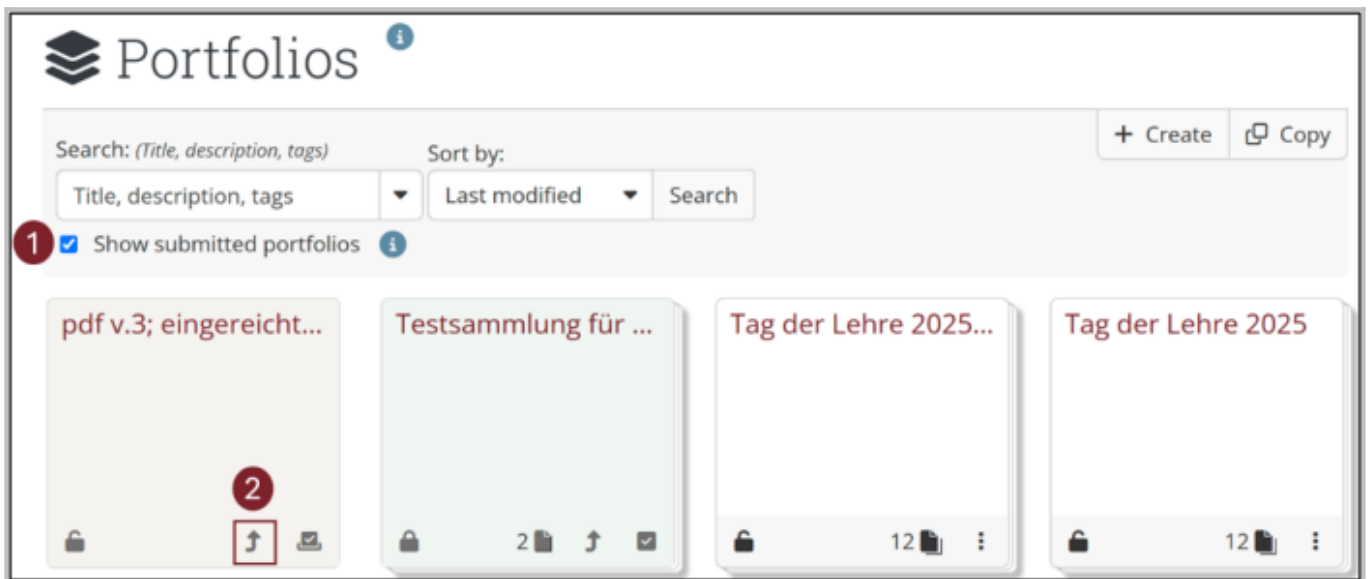 Portfolios
+ Create Copy
Search: (Title, description, tags) Sort by:
Title, description, tags Last modified Search
1 Show submitted portfolios
pdf v.3; eingereicht... Testsammlung für ... Tag der Lehre 2025... Tag der Lehre 2025
2
2 12 12